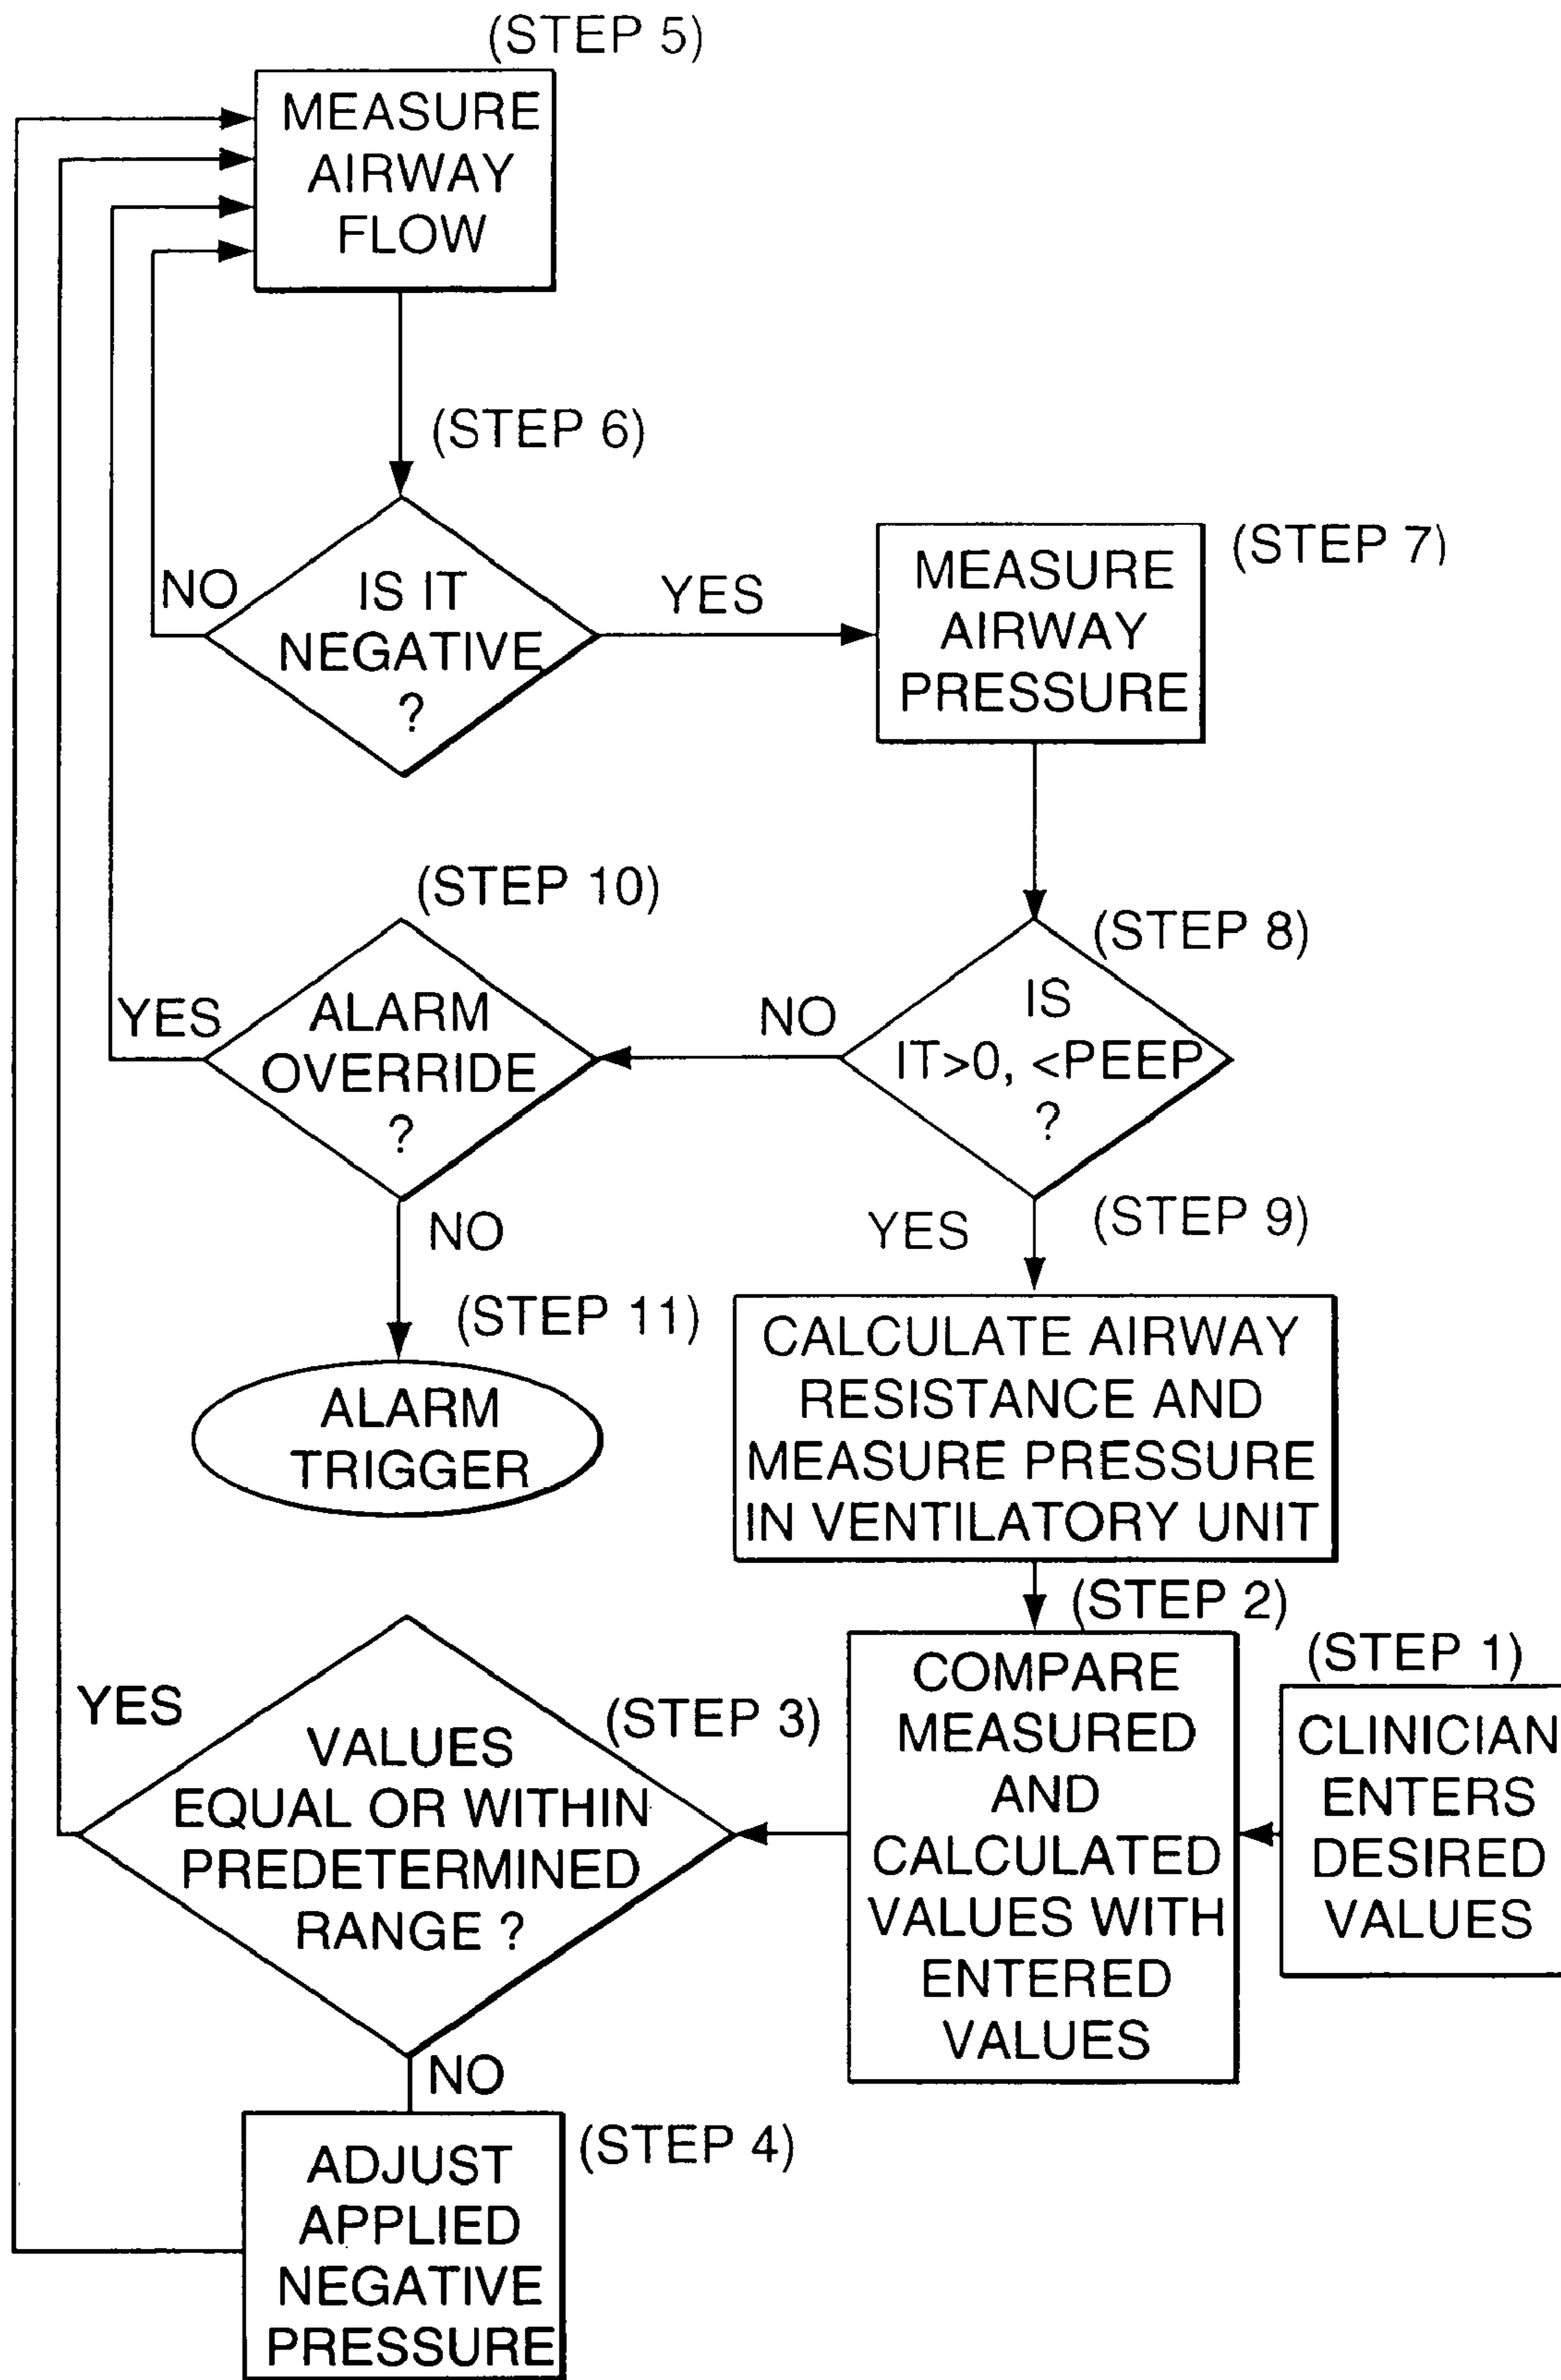 (STEP 5)
MEASURE
AIRWAY
FLOW
(STEP 6)
IS IT
NEGATIVE
?
NO
YES
(STEP 7)
MEASURE
AIRWAY
PRESSURE
(STEP 8)
IS
IT>0, <PEEP
?
NO
YES
(STEP 10)
ALARM
OVERRIDE
?
YES
NO
(STEP 11)
ALARM
TRIGGER
(STEP 9)
CALCULATE AIRWAY
RESISTANCE AND
MEASURE PRESSURE
IN VENTILATORY UNIT
(STEP 2)
COMPARE
MEASURED
AND
CALCULATED
VALUES WITH
ENTERED
VALUES
(STEP 1)
CLINICIAN
ENTERS
DESIRED
VALUES
(STEP 3)
VALUES
EQUAL OR WITHIN
PREDETERMINED
RANGE ?
YES
NO
(STEP 4)
ADJUST
APPLIED
NEGATIVE
PRESSURE